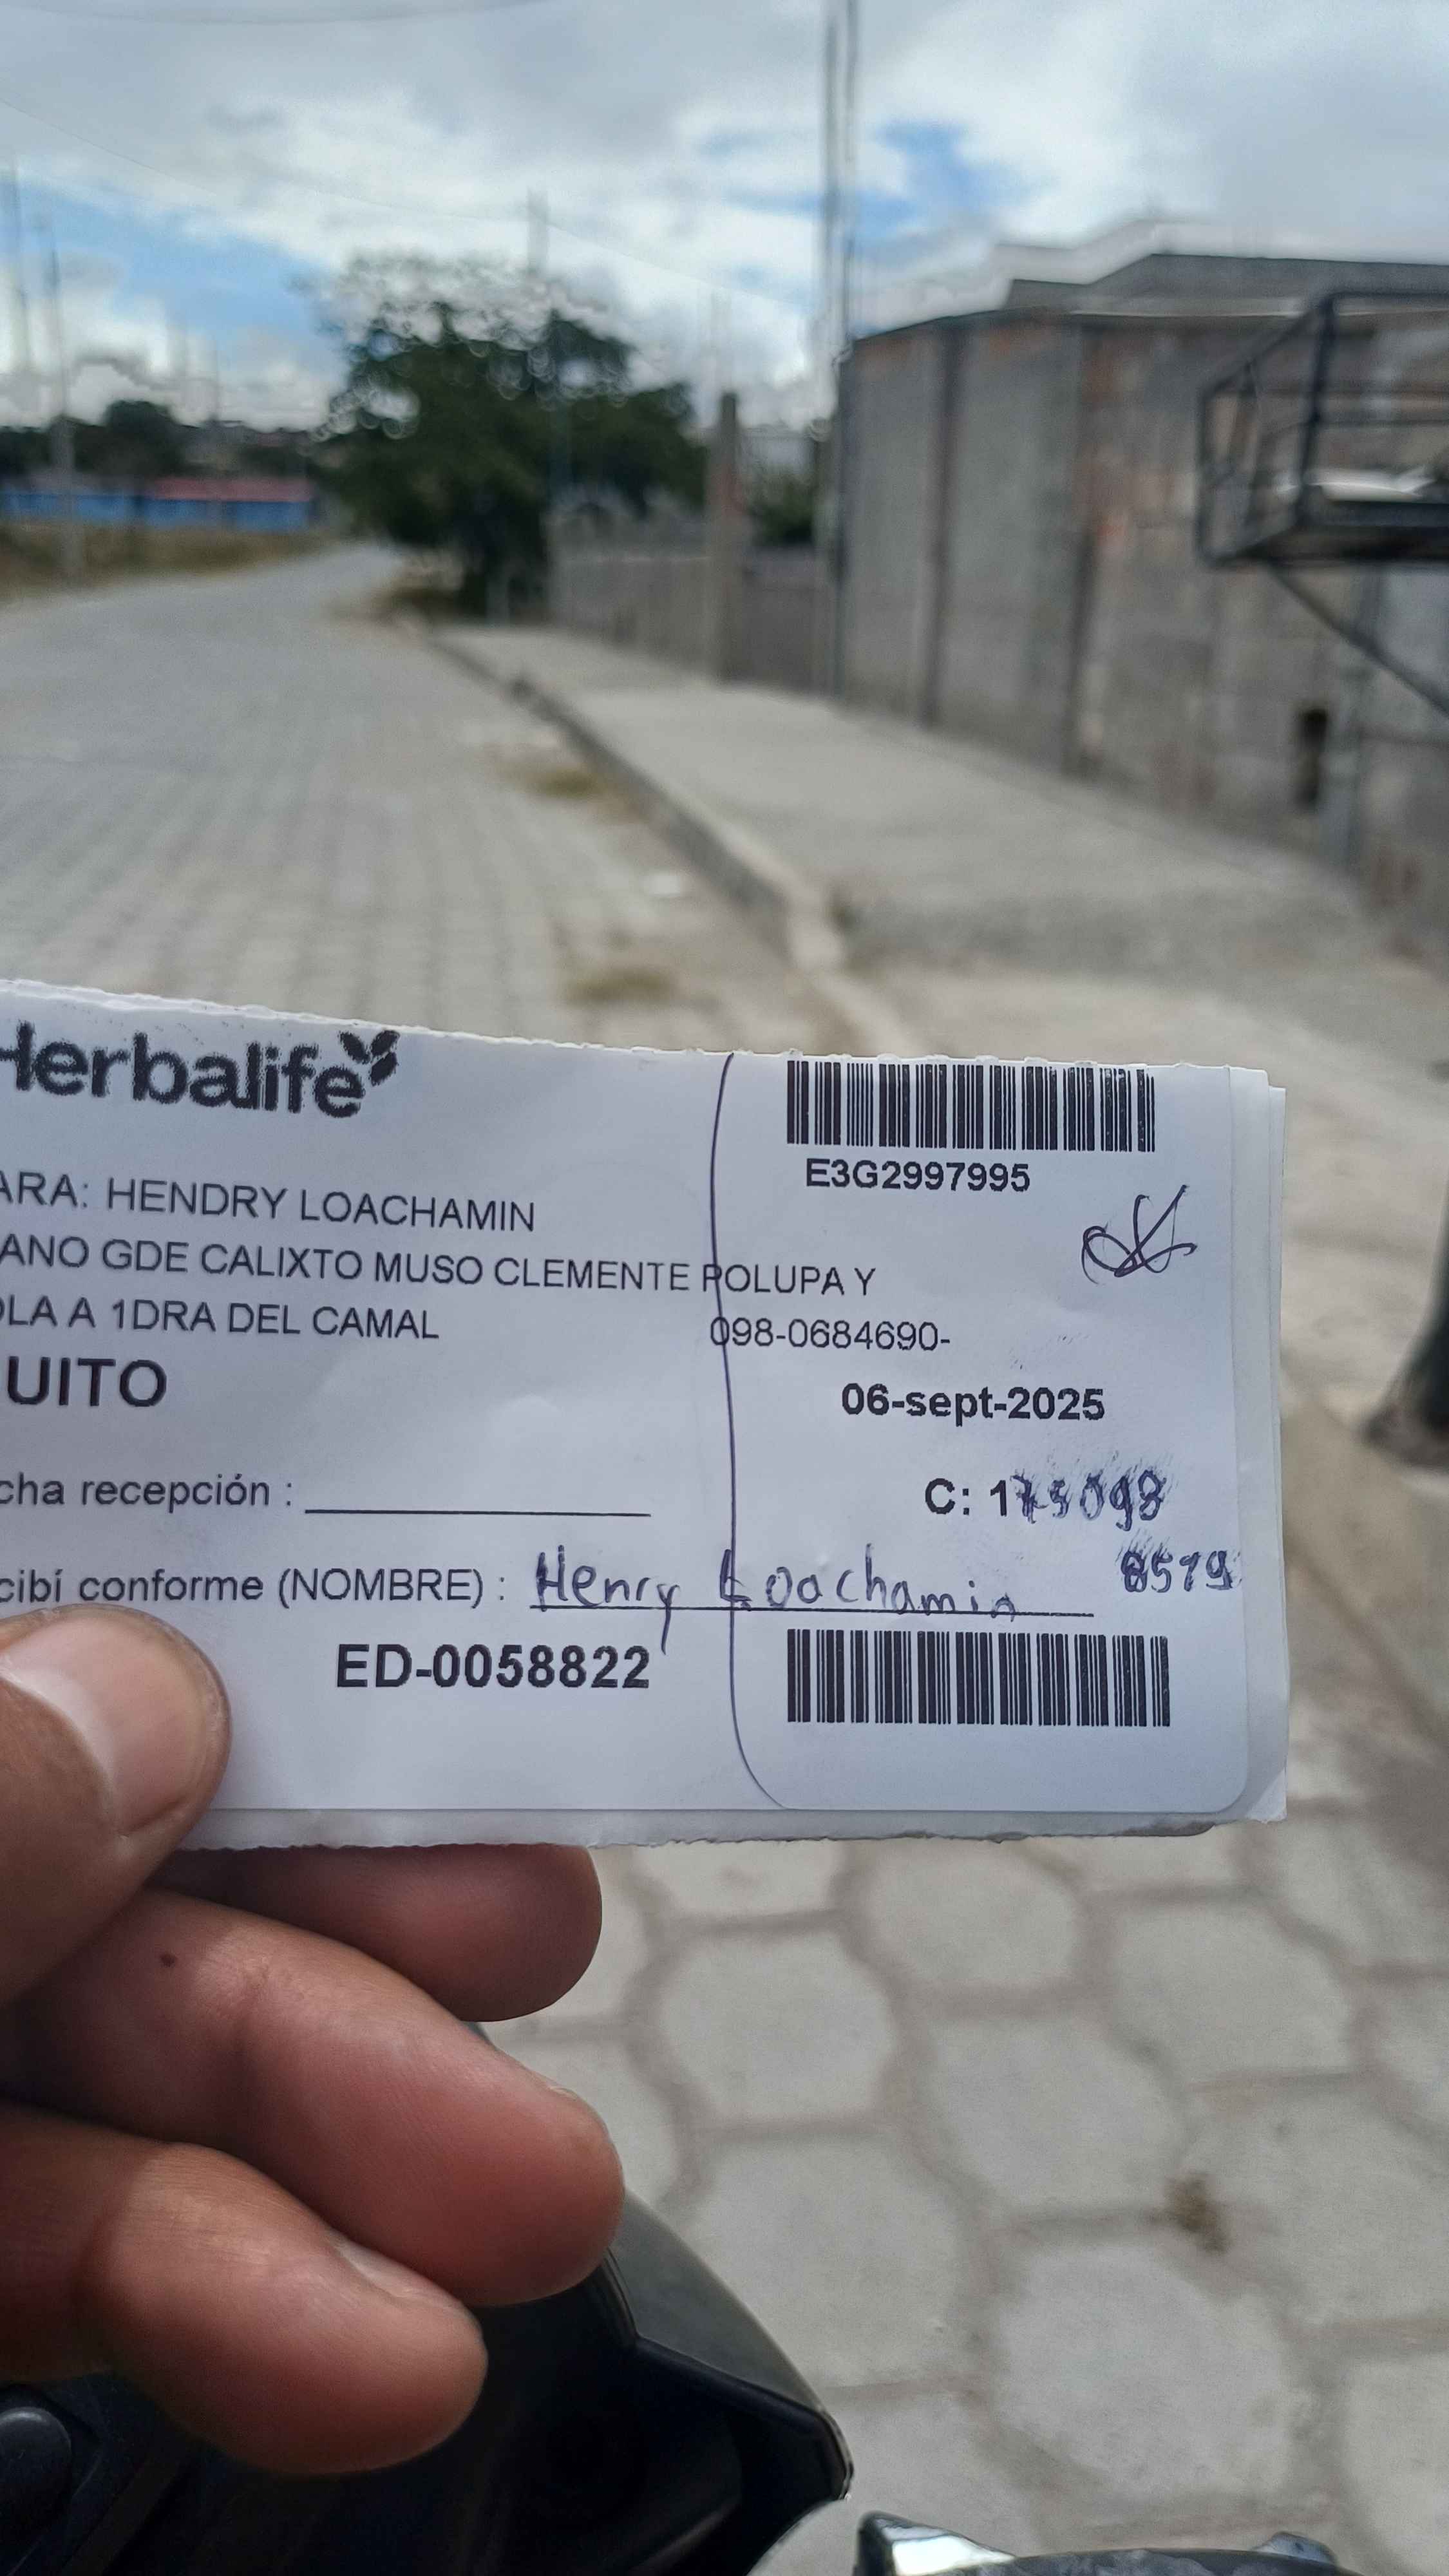 Herbalife
E3G2997995
ARA: HENDRY LOACHAMIN
ANO GDE CALIXTO MUSO CLEMENTE POLUPA Y
OLA A 1DRA DEL CAMAL
098-0684690-
UITO
06-sept-2025
cha recepción :
C: 175098
8579
cibí conforme (NOMBRE) : Henry Loachamin
ED-0058822